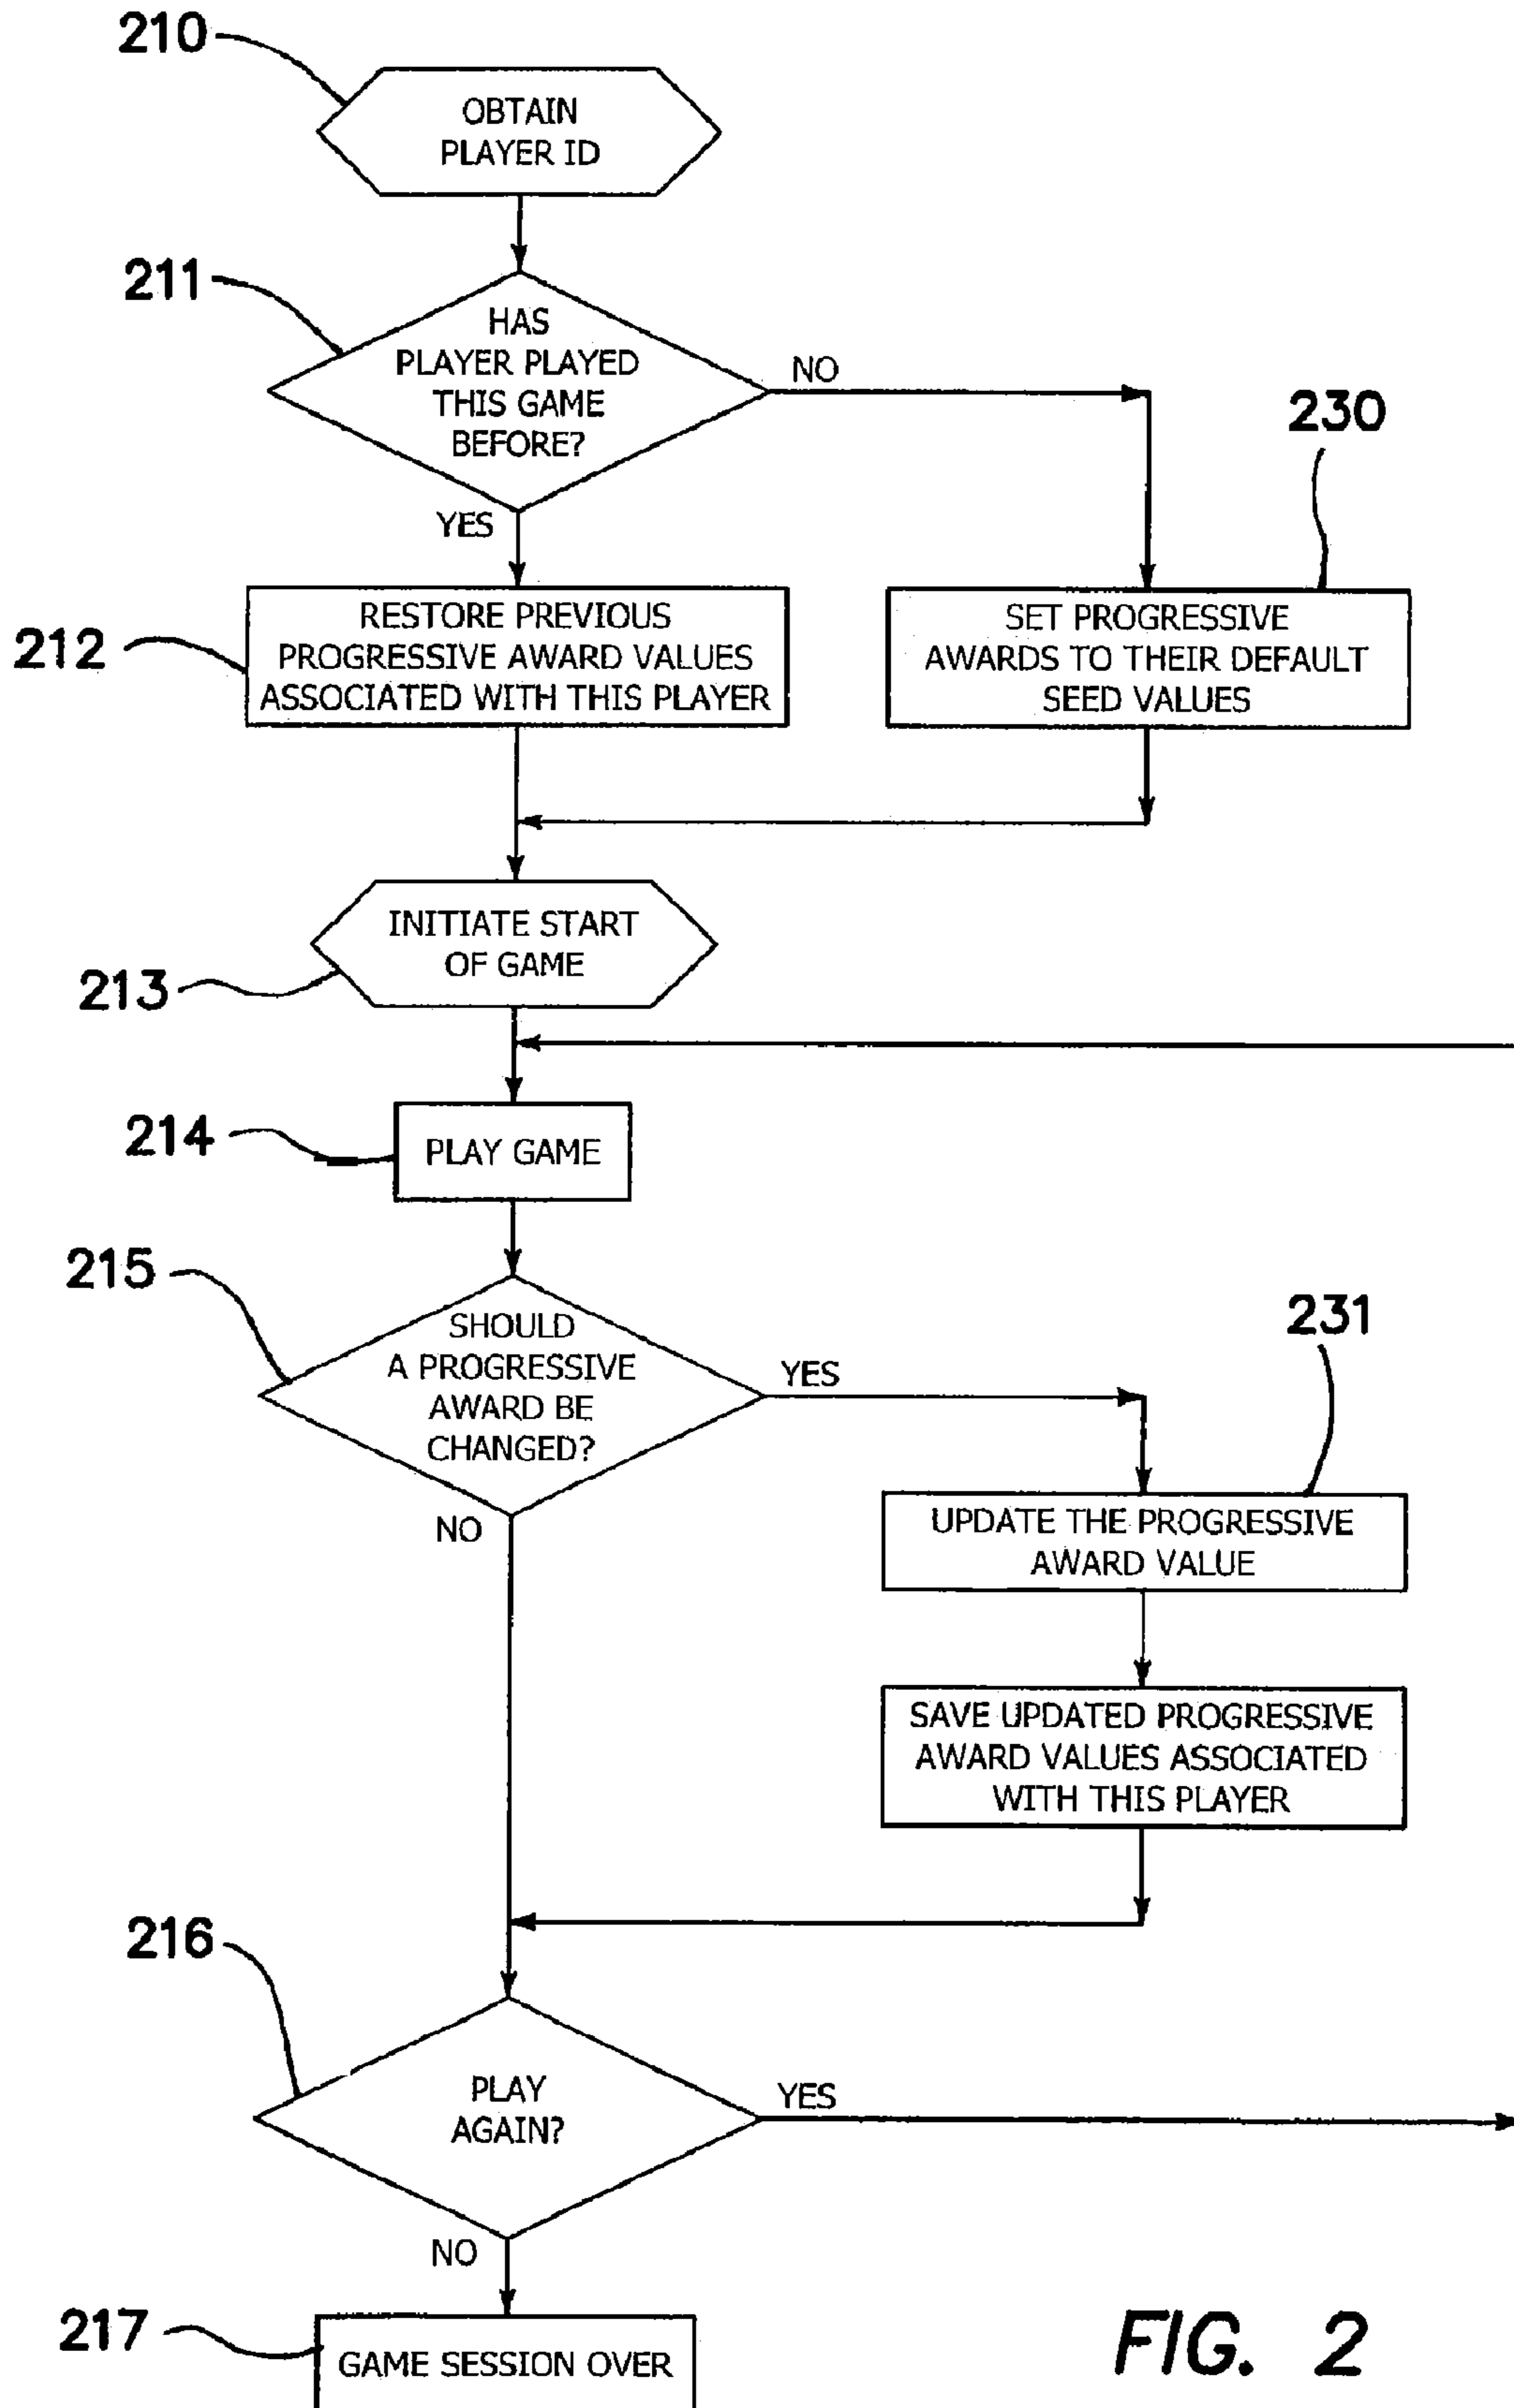 210
OBTAIN
PLAYER ID
211
HAS
PLAYER PLAYED
THIS GAME
BEFORE?
NO
230
YES
212
RESTORE PREVIOUS
PROGRESSIVE AWARD VALUES
ASSOCIATED WITH THIS PLAYER
SET PROGRESSIVE
AWARDS TO THEIR DEFAULT
SEED VALUES
INITIATE START
OF GAME
213
214
PLAY GAME
215
SHOULD
A PROGRESSIVE
AWARD BE
CHANGED?
YES
231
NO
UPDATE THE PROGRESSIVE
AWARD VALUE
SAVE UPDATED PROGRESSIVE
AWARD VALUES ASSOCIATED
WITH THIS PLAYER
216
PLAY
AGAIN?
YES
NO
217
GAME SESSION OVER
FIG. 2